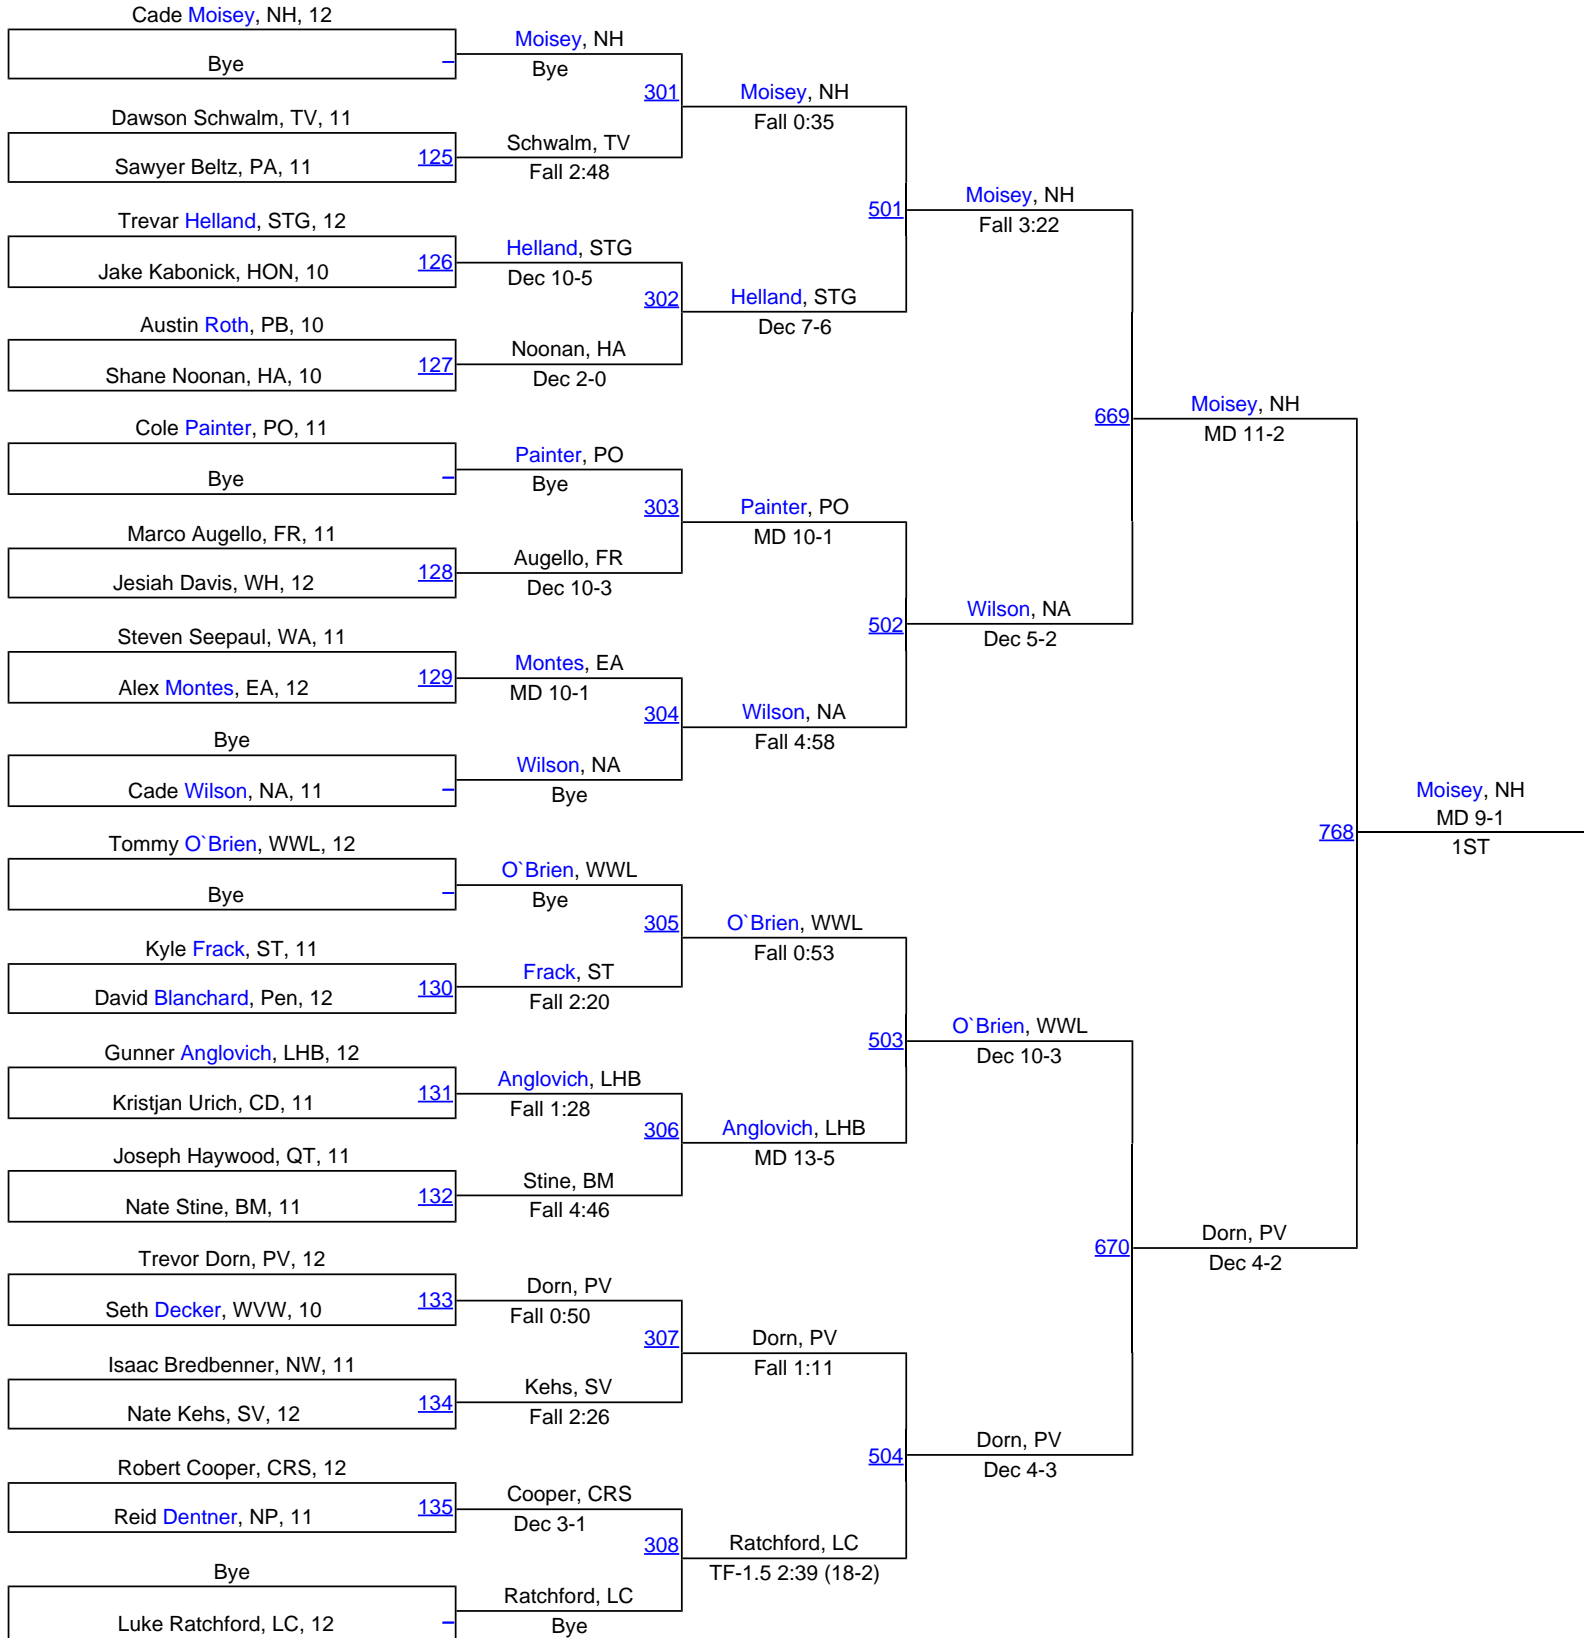 Cade Moisey, NH, 12
Bye
–
Dawson Schwalm, TV, 11
Sawyer Beltz, PA, 11
125
Trevar Helland, STG, 12
Jake Kabonick, HON, 10
126
Austin Roth, PB, 10
Shane Noonan, HA, 10
127
Cole Painter, PO, 11
Bye
–
Marco Augello, FR, 11
Jesiah Davis, WH, 12
128
Steven Seepaul, WA, 11
Alex Montes, EA, 12
129
Bye
Cade Wilson, NA, 11
–
Tommy O`Brien, WWL, 12
Bye
–
Kyle Frack, ST, 11
David Blanchard, Pen, 12
130
Gunner Anglovich, LHB, 12
Kristjan Urich, CD, 11
131
Joseph Haywood, QT, 11
Nate Stine, BM, 11
132
Trevor Dorn, PV, 12
Seth Decker, WVW, 10
133
Isaac Bredbenner, NW, 11
Nate Kehs, SV, 12
134
Robert Cooper, CRS, 12
Reid Dentner, NP, 11
135
Bye
Luke Ratchford, LC, 12
–
Moisey, NH
Bye
301
Schwalm, TV
Fall 2:48
Helland, STG
Dec 10-5
302
Noonan, HA
Dec 2-0
Painter, PO
Bye
303
Augello, FR
Dec 10-3
Montes, EA
MD 10-1
304
Wilson, NA
Bye
O`Brien, WWL
Bye
305
Frack, ST
Fall 2:20
Anglovich, LHB
Fall 1:28
306
Stine, BM
Fall 4:46
Dorn, PV
Fall 0:50
307
Kehs, SV
Fall 2:26
Cooper, CRS
Dec 3-1
308
Ratchford, LC
Bye
Moisey, NH
Fall 0:35
501
Helland, STG
Dec 7-6
Painter, PO
MD 10-1
502
Wilson, NA
Fall 4:58
O`Brien, WWL
Fall 0:53
503
Anglovich, LHB
MD 13-5
Dorn, PV
Fall 1:11
504
Ratchford, LC
TF-1.5 2:39 (18-2)
Moisey, NH
Fall 3:22
669
Wilson, NA
Dec 5-2
O`Brien, WWL
Dec 10-3
670
Dorn, PV
Dec 4-3
Moisey, NH
MD 11-2
768
Dorn, PV
Dec 4-2
Moisey, NH
MD 9-1
1ST